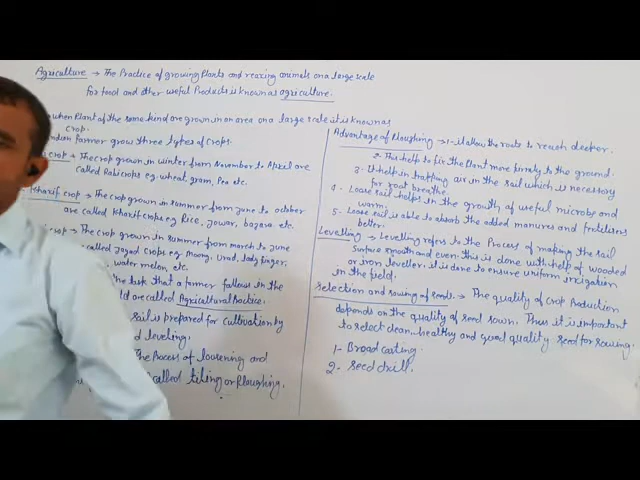 Agriculture → The Practice of growing Plants and reaxing animals on a large scale
for food and other useful Products is known as agriculture.
when Plant of the same kind are grown in an area on a large scale it is known as
crop.
Indian farmer grow three types of crops.
crop → The crop grown in winter from November to April are
called Rabi crops eg. wheat, gram, Pea etc.
Kharif crop → The crop grown in summer from june to october
are called kharif crops eg. Rice, Jowar, bajara etc.
crop → The crop grown in summer from march to june
called Jayad crops eg. Moong, Urad, lady finger,
water melon, etc.
the task that a farmer follows in the
are called Agricultural Practice.
soil is prepared for cultivation by
leveling.
The Process of loosening and
called tilling or Ploughing.
Advantage of Ploughing → 1- It allow the roots to reach deeper.
2. This help to fix the Plant more firmly to the ground.
3. It help in trapping air in the soil which is necessary
for root breathe.
4. Loose soil helps in the growth of useful microbes and
worm.
5. Loose soil is able to absorb the added manures and fertilisers
better.
Levelling → Levelling refers to the Process of making the soil
surface smooth and even. this is done with help of wooded
or iron leveller. it is done to ensure uniform irrigation
in the field.
Selection and sowing of seeds. → The quality of crop Production
depends on the quality of seed sown. Thus it is important
to select clean, healthy and good quality seed for sowing.
1- Broad casting
2- Seed drill.